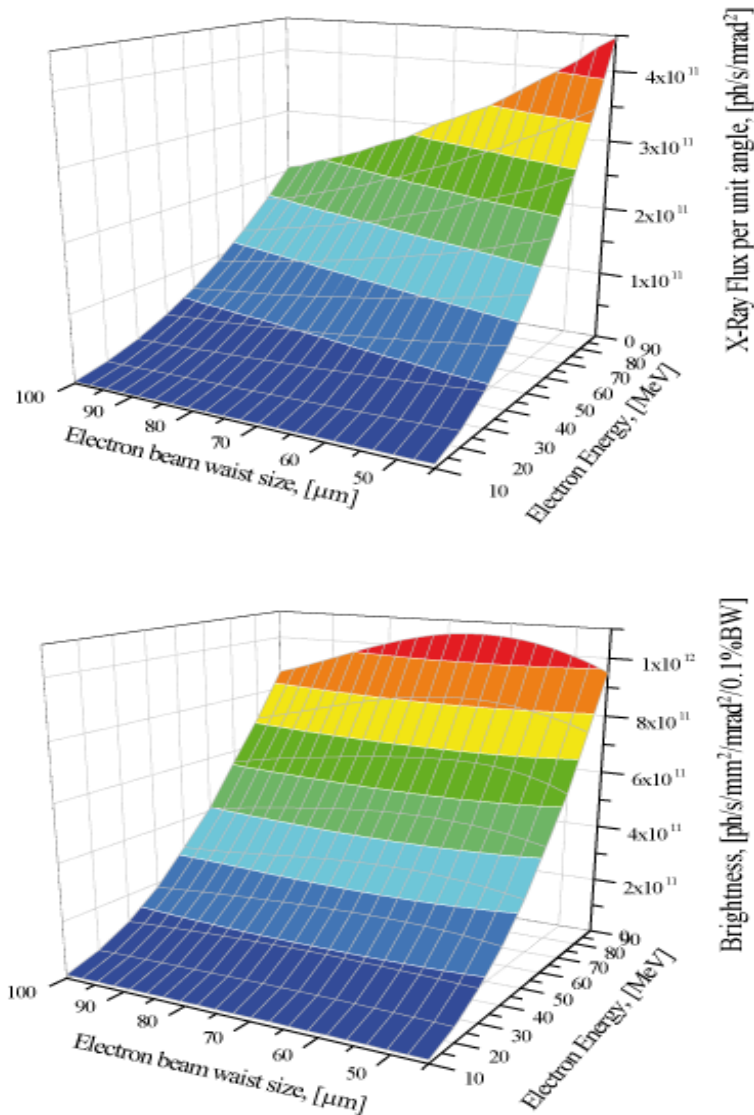 X-Ray Flux per unit angle, [ph/s/mrad²]
4x10¹¹
3x10¹¹
2x10¹¹
1x10¹¹
0
90
80
70
60
50
40
30
20
10
Electron Energy, [MeV]
100
90
80
70
60
50
Electron beam waist size, [μm]
Brightness, [ph/s/mm²/mrad²/0.1%BW]
1x10¹²
8x10¹¹
6x10¹¹
4x10¹¹
2x10¹¹
0
90
80
70
60
50
40
30
20
10
Electron Energy, [MeV]
100
90
80
70
60
50
Electron beam waist size, [μm]